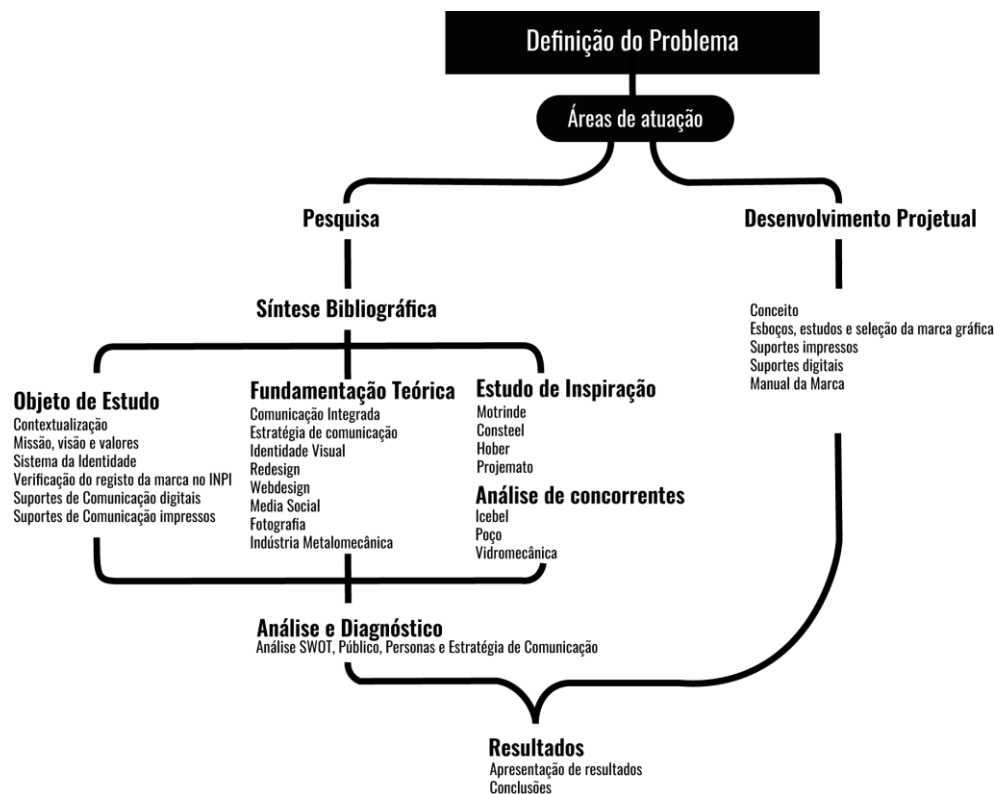 Definição do Problema
Áreas de atuação
Pesquisa
Desenvolvimento Projetual
Síntese Bibliográfica
Conceito
Esboços, estudos e seleção da marca gráfica
Suportes impressos
Suportes digitais
Manual da Marca
Objeto de Estudo
Contextualização
Missão, visão e valores
Sistema da Identidade
Verificação do registo da marca no INPI
Suportes de Comunicação digitais
Suportes de Comunicação impressos
Fundamentação Teórica
Comunicação Integrada
Estratégia de comunicação
Identidade Visual
Redesign
Webdesign
Media Social
Fotografia
Indústria Metalomecânica
Estudo de Inspiração
Motrinde
Consteel
Hober
Projemato
Análise de concorrentes
Icebel
Poço
Vidromecânica
Análise e Diagnóstico
Análise SWOT, Público, Personas e Estratégia de Comunicação
Resultados
Apresentação de resultados
Conclusões